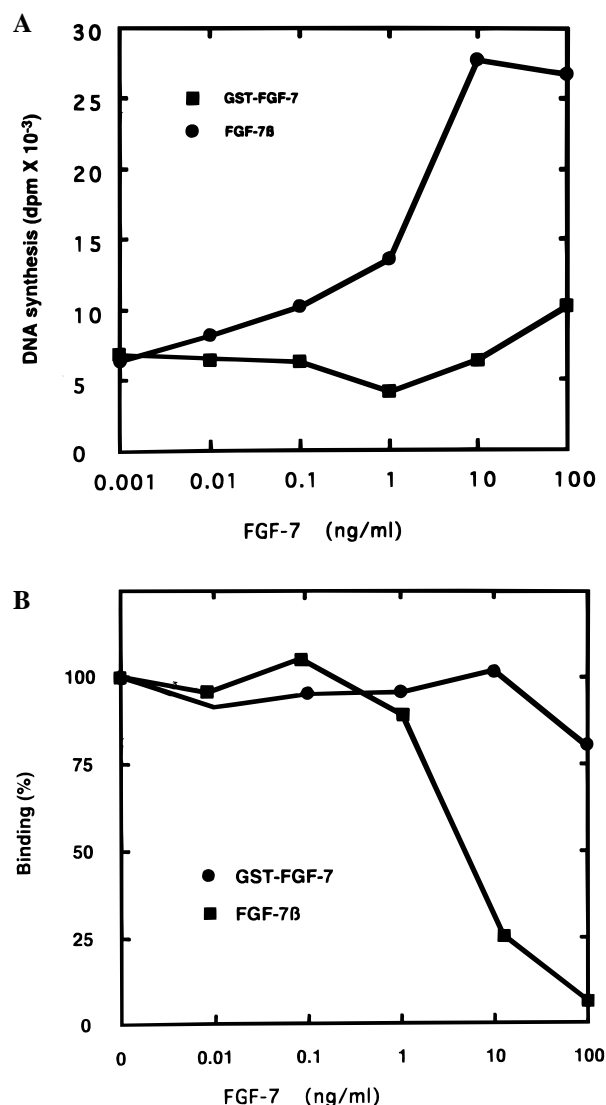 A
DNA synthesis (dpm X 10-3)
30
25
20
15
10
5
0
GST-FGF-7
FGF-7ß
0.001 0.01 0.1 1 10 100
FGF-7 (ng/ml)
B
Binding (%)
100
75
50
25
0
GST-FGF-7
FGF-7ß
0 0.01 0.1 1 10 100
FGF-7 (ng/ml)